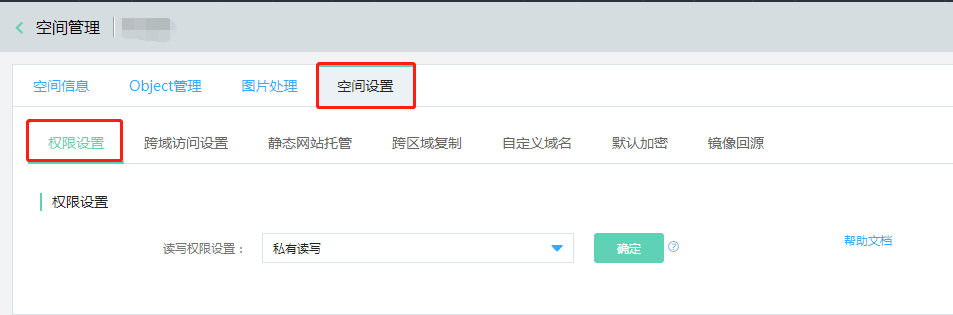 空间管理
空间信息 Object管理 图片处理 空间设置
权限设置 跨域访问设置 静态网站托管 跨区域复制 自定义域名 默认加密 镜像回源
权限设置
读写权限设置： 私有读写 确定 ? 帮助文档